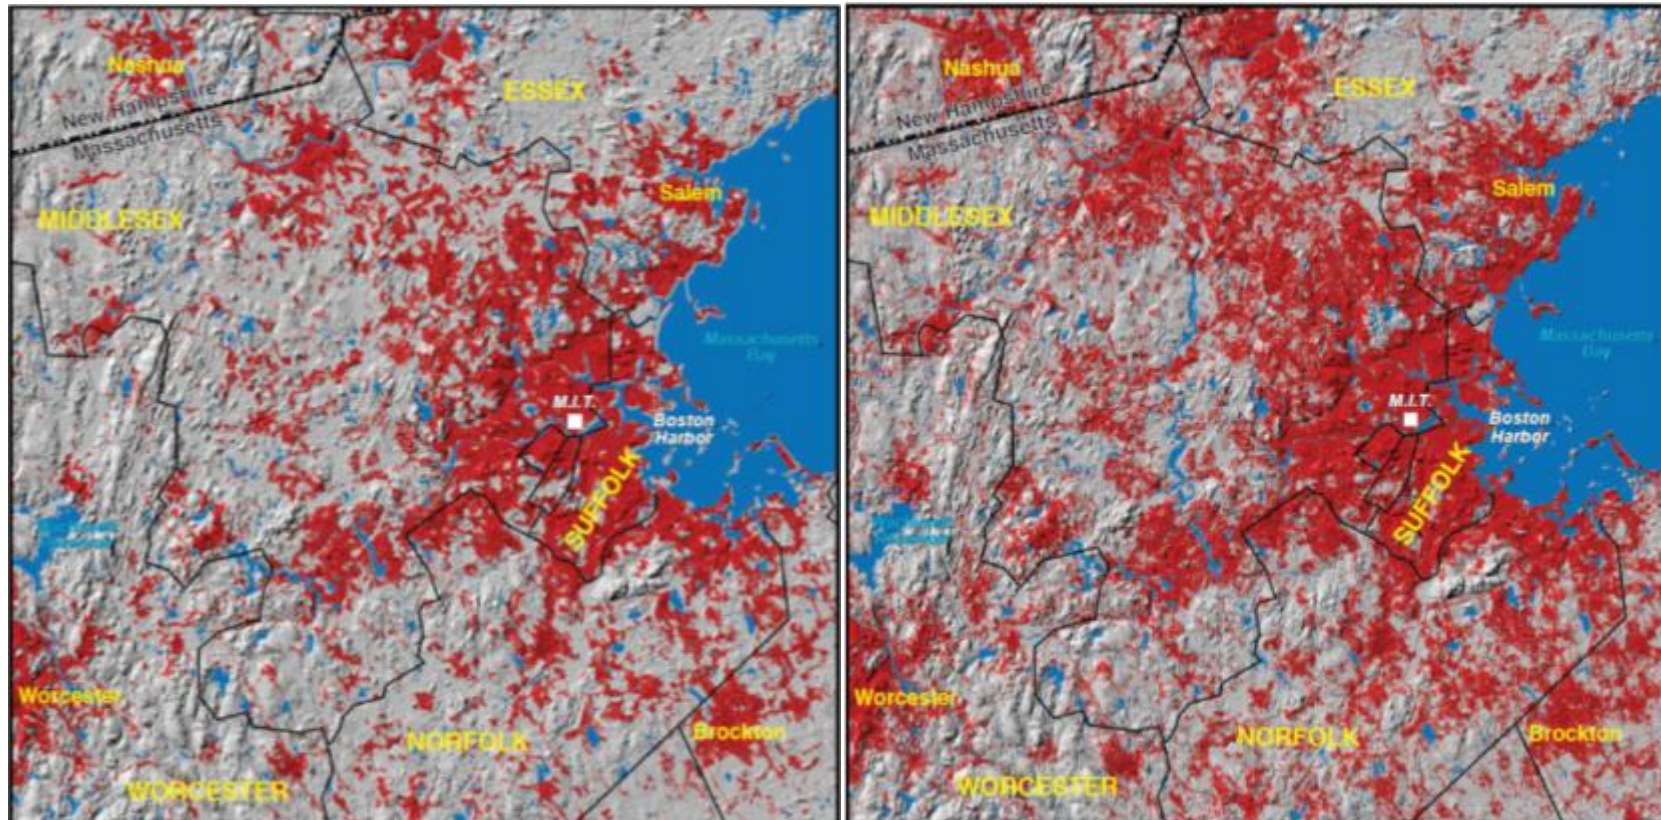 Nashua
New Hampshire
Massachusetts
ESSEX
MIDDLESEX
Salem
Massachusetts
Bay
M.I.T.
Boston
Harbor
SUFFOLK
Worcester
NORFOLK
Brockton
WORCESTER
Nashua
New Hampshire
Massachusetts
ESSEX
MIDDLESEX
Salem
Massachusetts
Bay
M.I.T.
Boston
Harbor
SUFFOLK
Worcester
NORFOLK
Brockton
WORCESTER